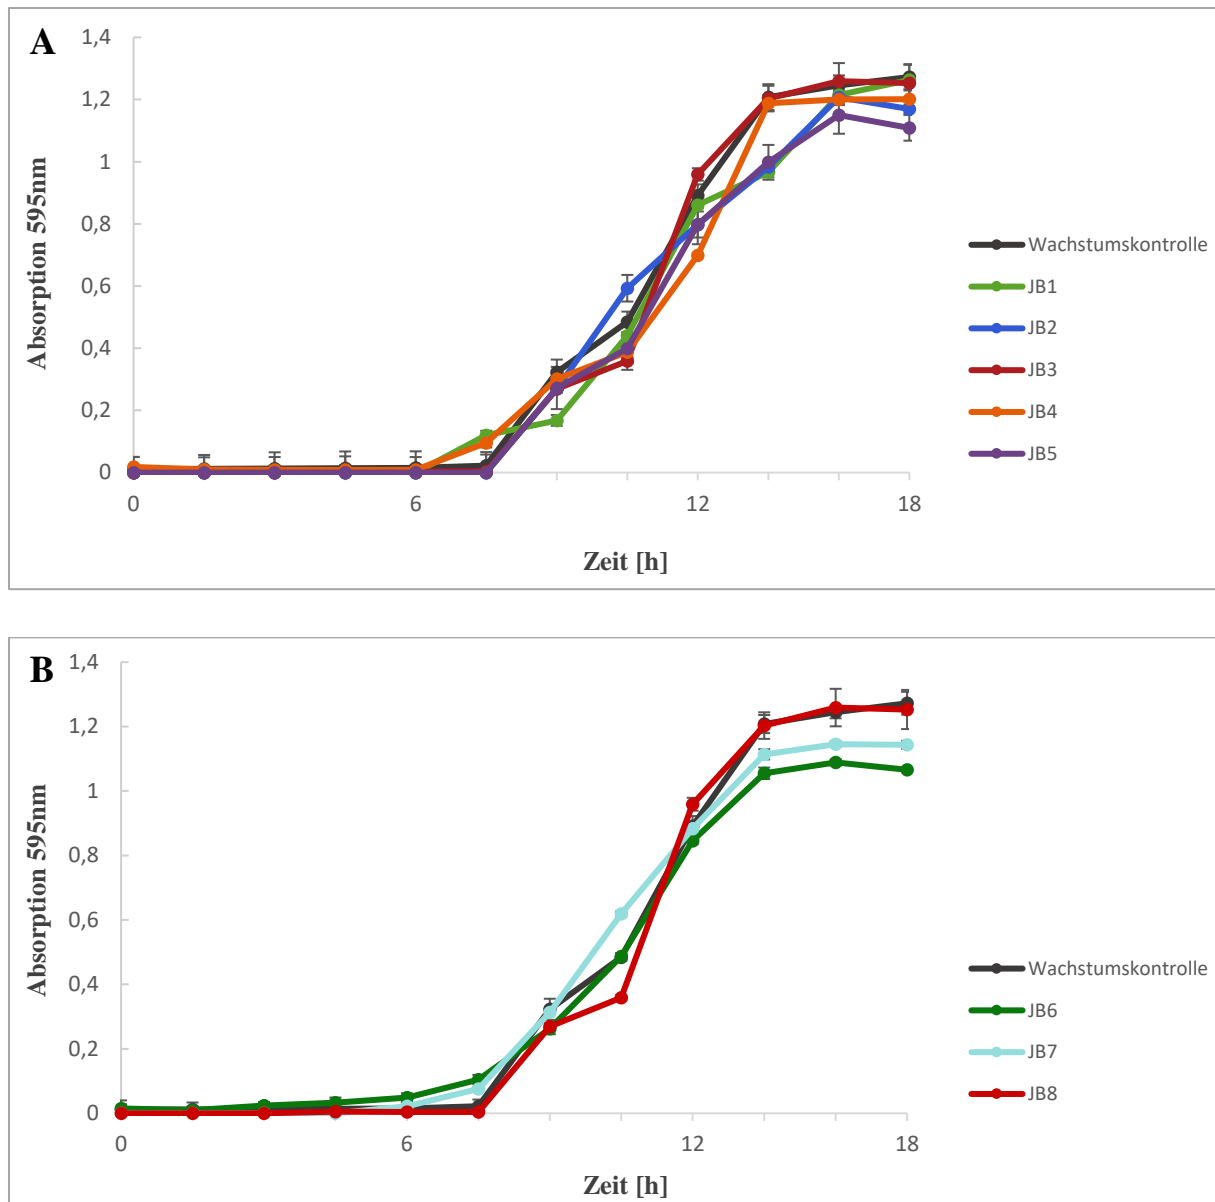 A
1,4
1,2
1
0,8
0,6
0,4
0,2
0
Absorption 595nm
0 6 12 18
Zeit [h]
Wachstumskontrolle
JB1
JB2
JB3
JB4
JB5
B
1,4
1,2
1
0,8
0,6
0,4
0,2
0
Absorption 595nm
0 6 12 18
Zeit [h]
Wachstumskontrolle
JB6
JB7
JB8